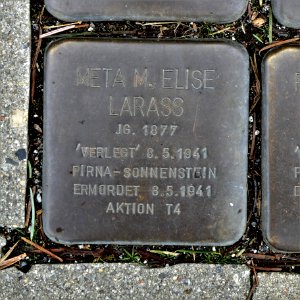 META M. ELISE
LARASS
JG. 1877
'VERLEGT' 8.5.1941
PIRNA-SONNENSTEIN
ERMORDET 8.5.1941
AKTION T4